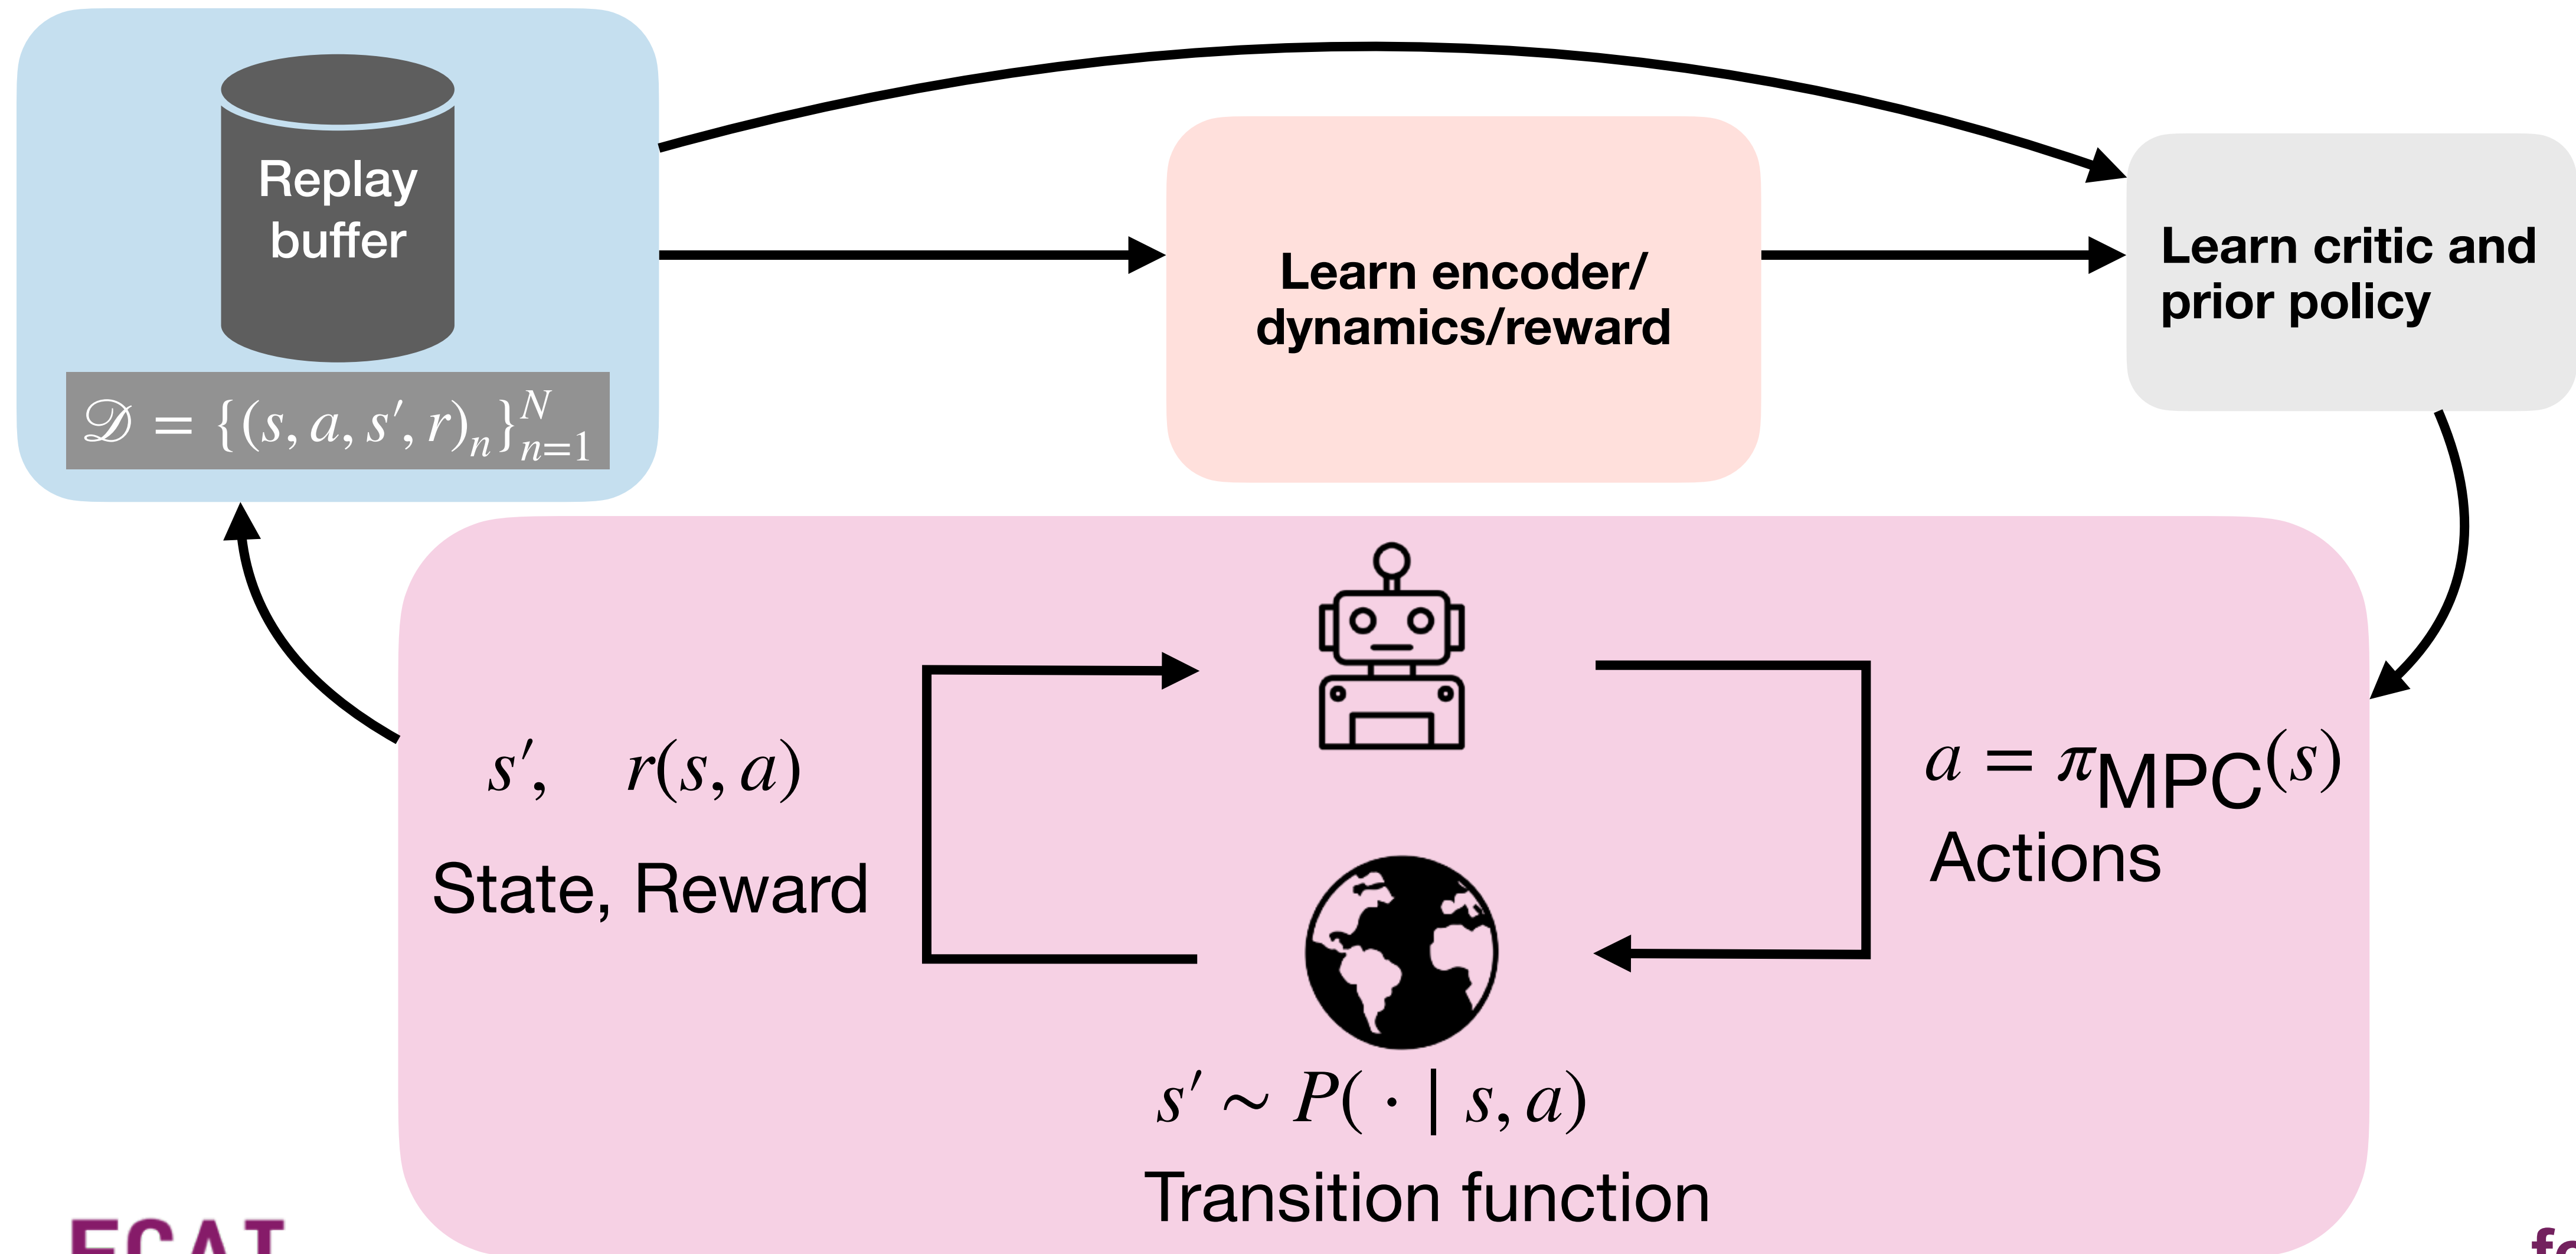 Replay
buffer
𝒟 = {(s, a, s′, r)ₙ}ᴺₙ₌₁
Learn encoder/
dynamics/reward
Learn critic and
prior policy
s′, r(s, a)
State, Reward
a = π_MPC(s)
Actions
s′ ∼ P( · | s, a)
Transition function